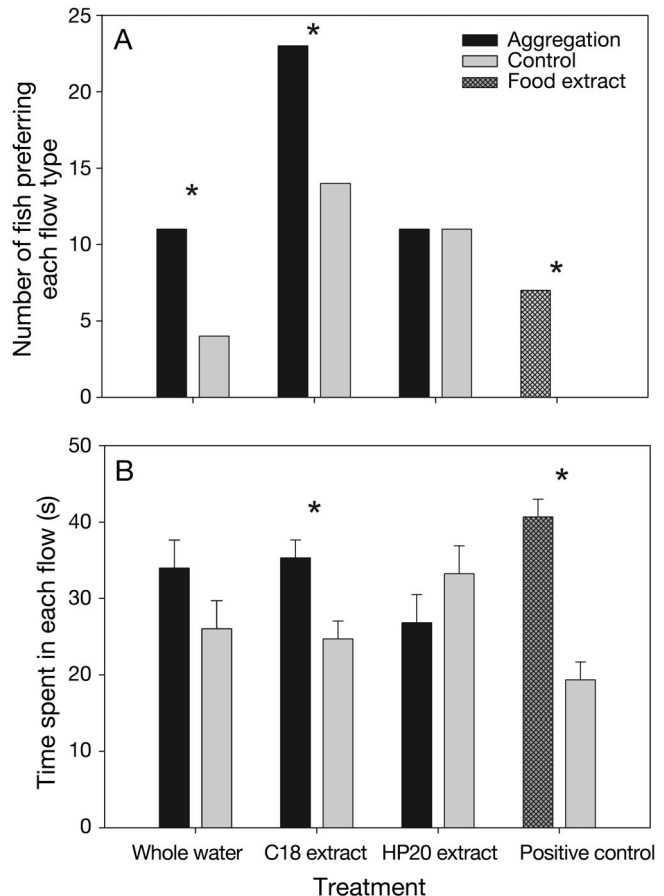 A
25
20
15
10
5
0
Number of fish preferring
each flow type
*
*
*
Aggregation
Control
Food extract
B
50
40
30
20
10
0
Time spent in each flow (s)
*
*
Whole water C18 extract HP20 extract Positive control
Treatment